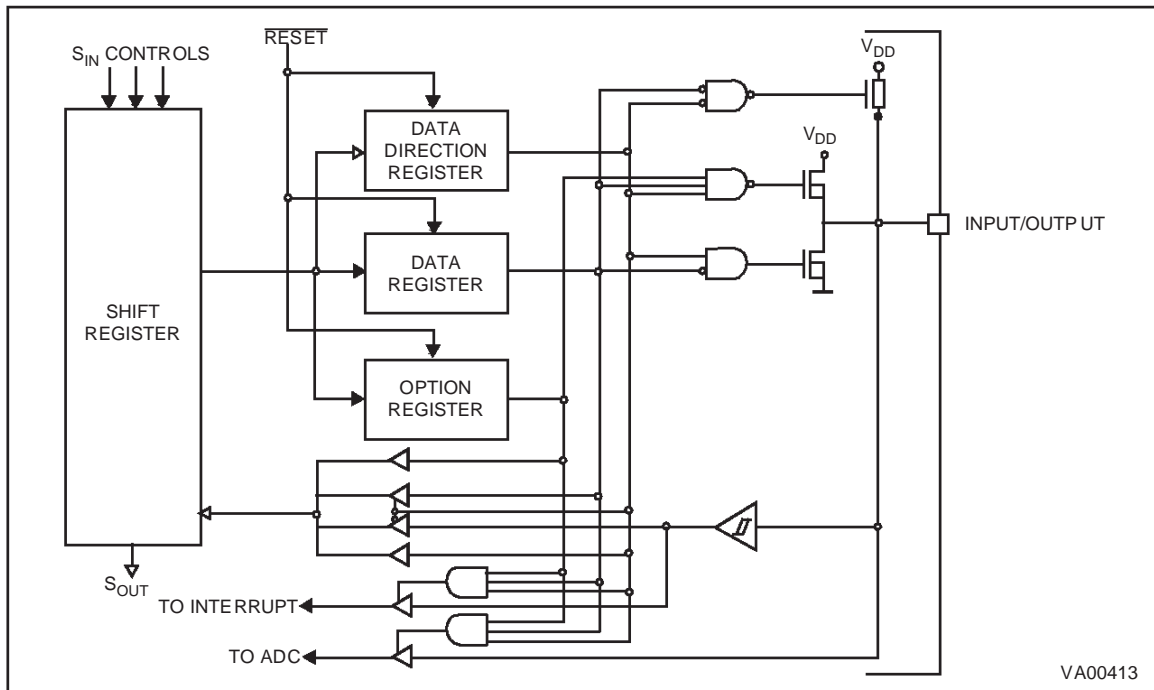 RESET
S_IN CONTROLS
V_DD
DATA
DIRECTION
REGISTER
V_DD
INPUT/OUTPUT
DATA
REGISTER
SHIFT
REGISTER
OPTION
REGISTER
S_OUT
TO INTERRUPT
TO ADC
VA00413